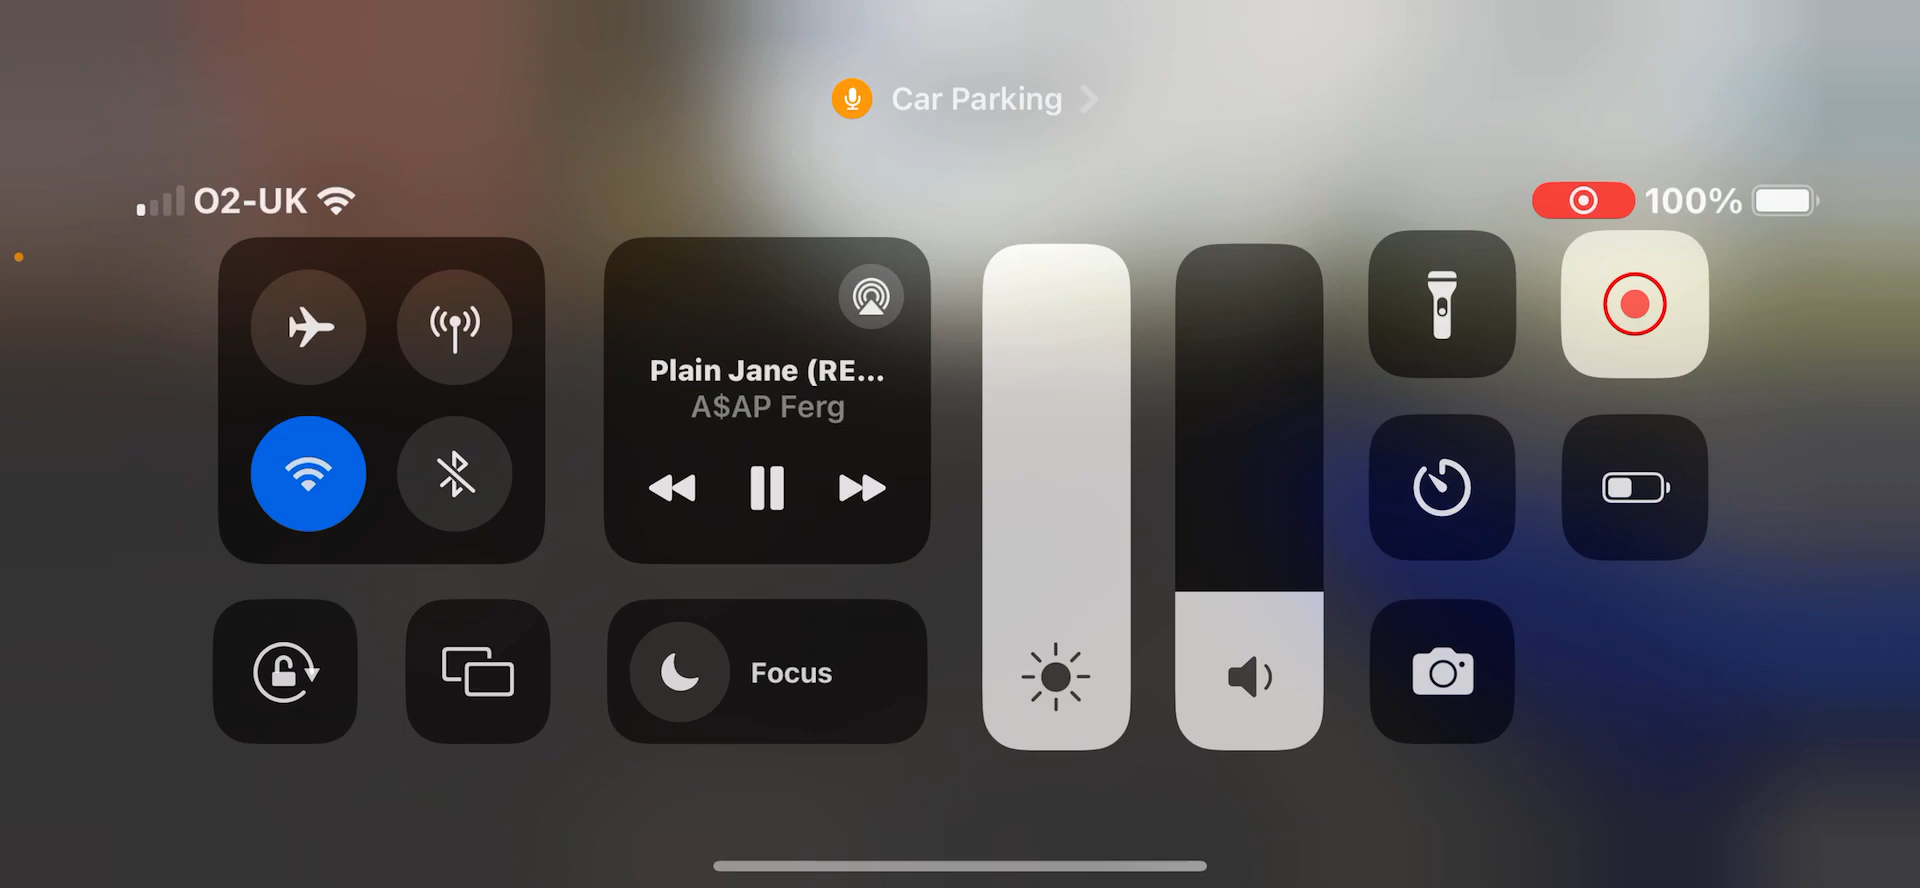 Car Parking
O2-UK
100%
Plain Jane (RE...
A$AP Ferg
Focus